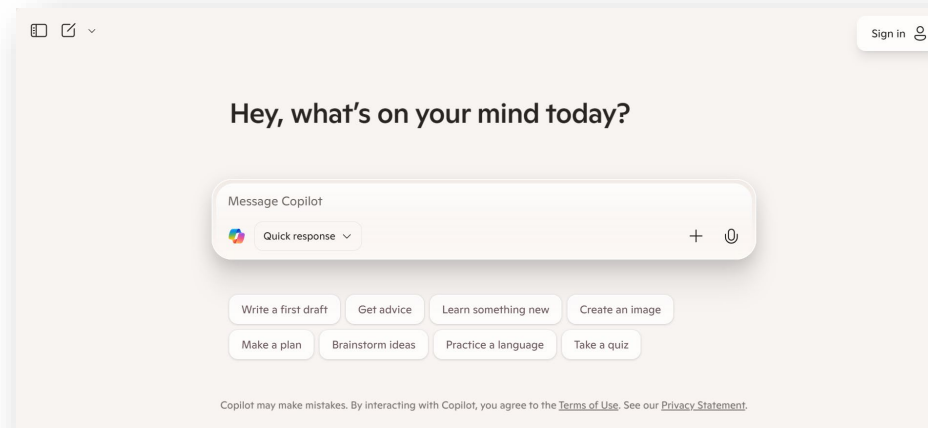 Sign in
Hey, what's on your mind today?
Message Copilot
Quick response
Write a first draft Get advice Learn something new Create an image
Make a plan Brainstorm ideas Practice a language Take a quiz
Copilot may make mistakes. By interacting with Copilot, you agree to the Terms of Use. See our Privacy Statement.